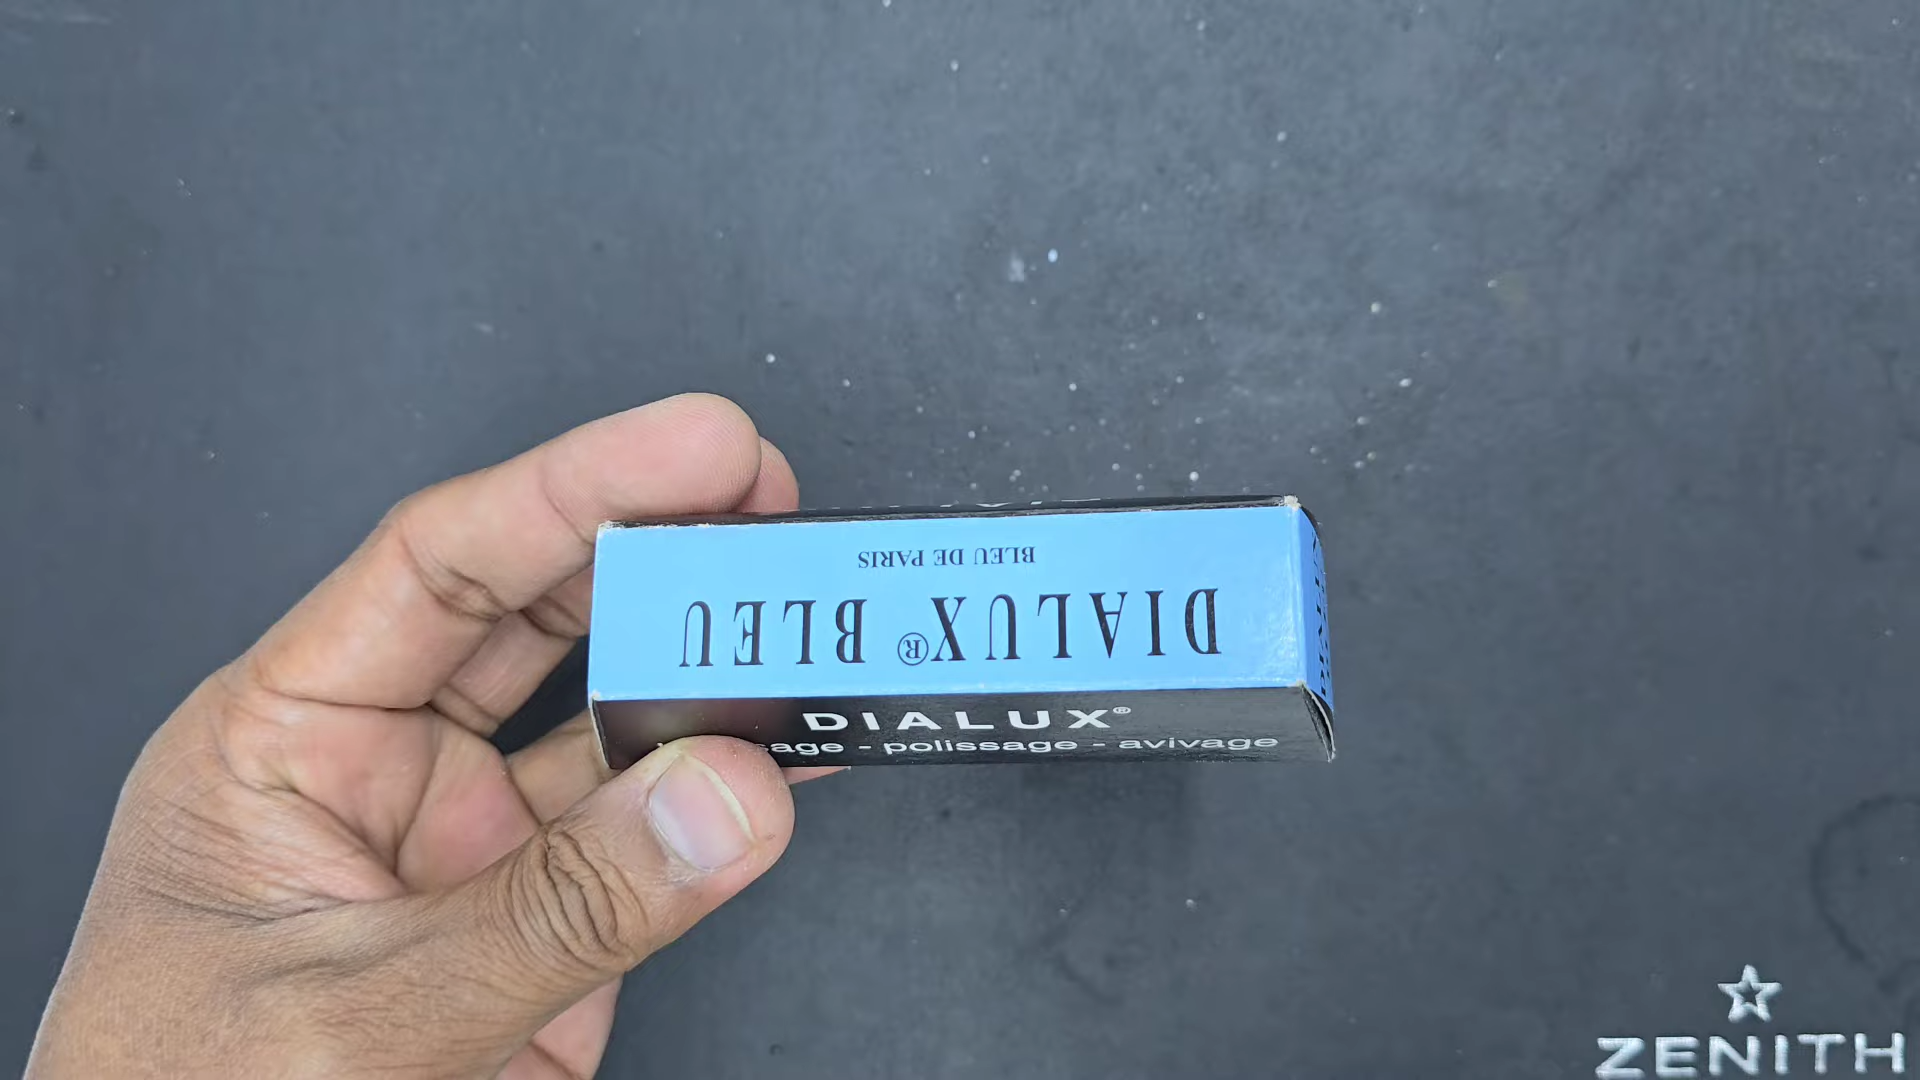 BLEU DE PARIS
DIALUX® BLEU
DIALUX®
- polissage - avivage
ZENITH